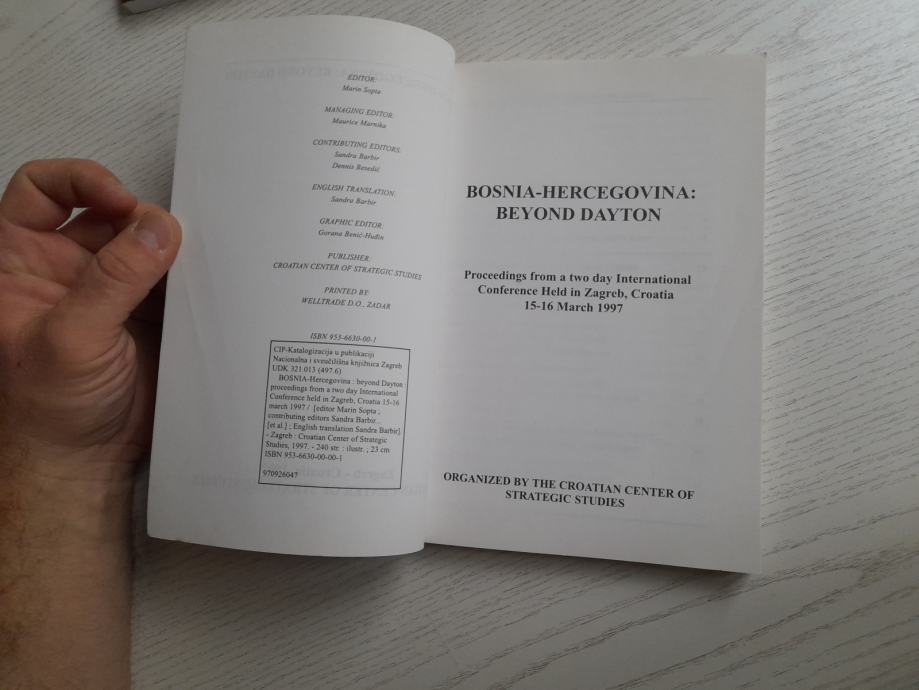 EDITOR:
Marin Sopta
MANAGING EDITOR:
Maurice Marnika
CONTRIBUTING EDITORS:
Sandra Barbir
Dennis Besedić
ENGLISH TRANSLATION:
Sandra Barbir
GRAPHIC EDITOR:
Gorana Benić-Huđin
PUBLISHER:
CROATIAN CENTER OF STRATEGIC STUDIES
PRINTED BY:
WELLTRADE D.O., ZADAR
ISBN 953-6630-00-1
CIP-Katalogizacija u publikaciji
Nacionalna i sveučilišna knjižnica Zagreb
UDK 321.013 (497.6)
BOSNIA-Hercegovina : beyond Dayton :
proceedings from a two day International
Conference held in Zagreb, Croatia 15-16
march 1997 / [editor Marin Sopta ;
contributing editors Sandra Barbir...
[et al.] ; English translation Sandra Barbir].
- Zagreb : Croatian Center of Strategic
Studies, 1997. - 240 str. : ilustr. ; 23 cm
ISBN 953-6630-00-00-1
970926047
BOSNIA-HERCEGOVINA:
BEYOND DAYTON
Proceedings from a two day International
Conference Held in Zagreb, Croatia
15-16 March 1997
ORGANIZED BY THE CROATIAN CENTER OF
STRATEGIC STUDIES